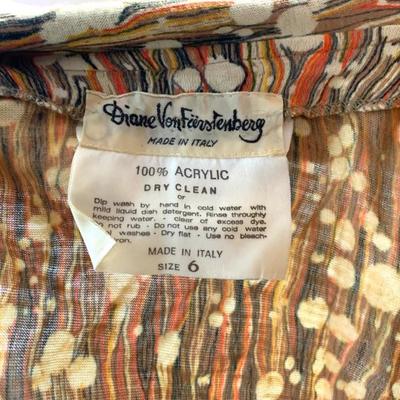 Diane Von Fürstenberg
MADE IN ITALY
100% ACRYLIC
DRY CLEAN
or
Dip wash by hand in cold water with
mild liquid dish detergent. Rinse throughly
keeping water. - clear of excess dye.
Do not rub - Do not use any cold water
washes - Dry flat - Use no bleach-
MADE IN ITALY
SIZE 6